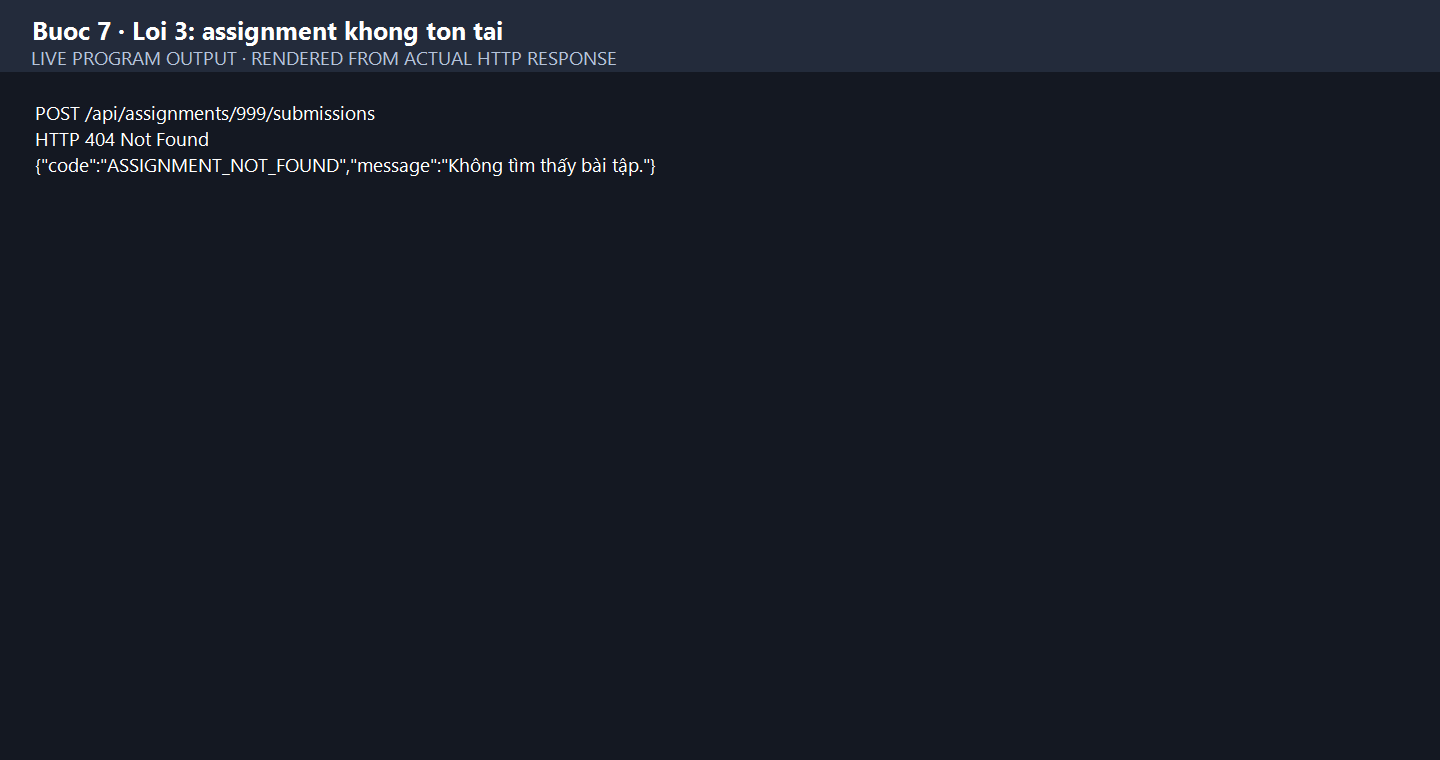 Buoc 7 · Loi 3: assignment khong ton tai
LIVE PROGRAM OUTPUT · RENDERED FROM ACTUAL HTTP RESPONSE
POST /api/assignments/999/submissions
HTTP 404 Not Found
{"code":"ASSIGNMENT_NOT_FOUND","message":"Không tìm thấy bài tập."}